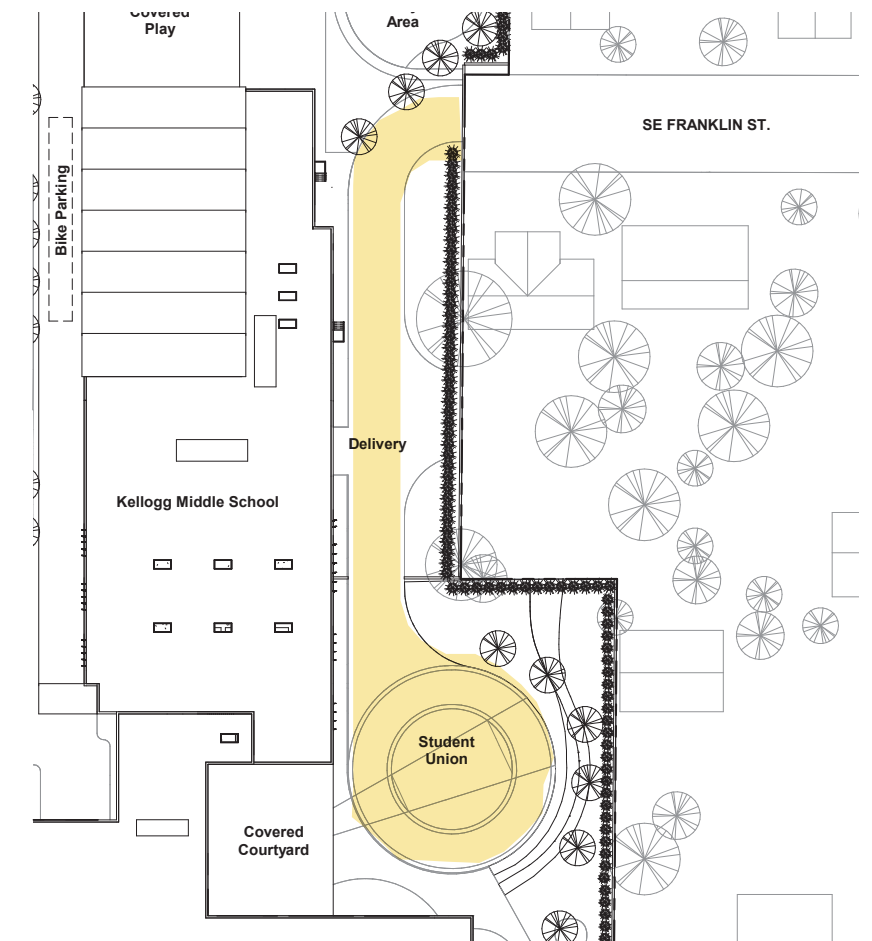 Covered
Play
Area
SE FRANKLIN ST.
Bike Parking
Delivery
Kellogg Middle School
Student
Union
Covered
Courtyard